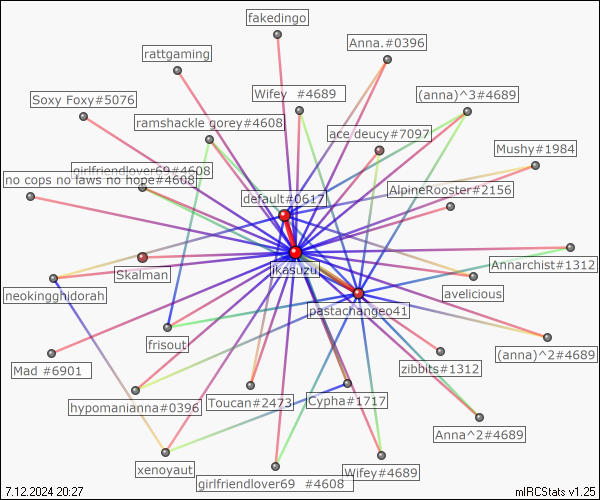 fakedingo
Anna.#0396
rattgaming
Wifey  #4689
(anna)^3#4689
Soxy Foxy#5076
ramshackle gorey#4608
ace deucy#7097
Mushy#1984
girlfriendlover69#4608
no cops no laws no hope#4608
AlpineRooster#2156
default#0617
Skalman
ikasuzu
Annarchist#1312
neokingghidorah
avelicious
pastachangeo41
frisout
(anna)^2#4689
Mad #6901
zibbits#1312
hypomanianna#0396
Toucan#2473
Cypha#1717
Anna^2#4689
xenoyaut
Wifey#4689
girlfriendlover69  #4608
7.12.2024 20:27
mIRCStats v1.25